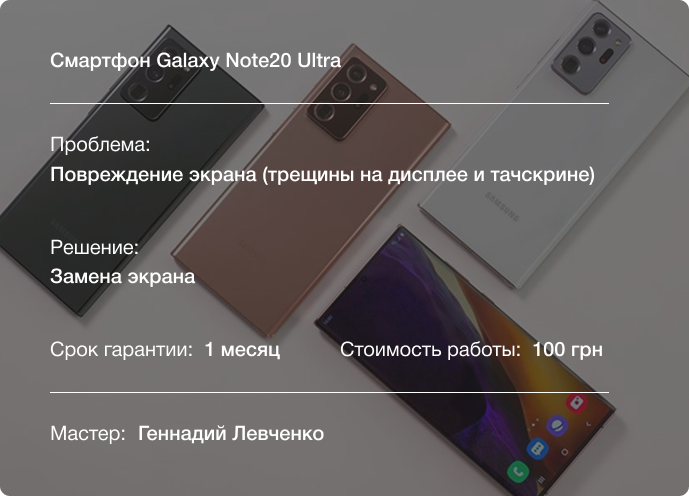 Смартфон Galaxy Note20 Ultra
Проблема:
Повреждение экрана (трещины на дисплее и тачскрине)
Решение:
Замена экрана
SAMSUNG
Срок гарантии: 1 месяц Стоимость работы: 100 грн
Мастер: Геннадий Левченко